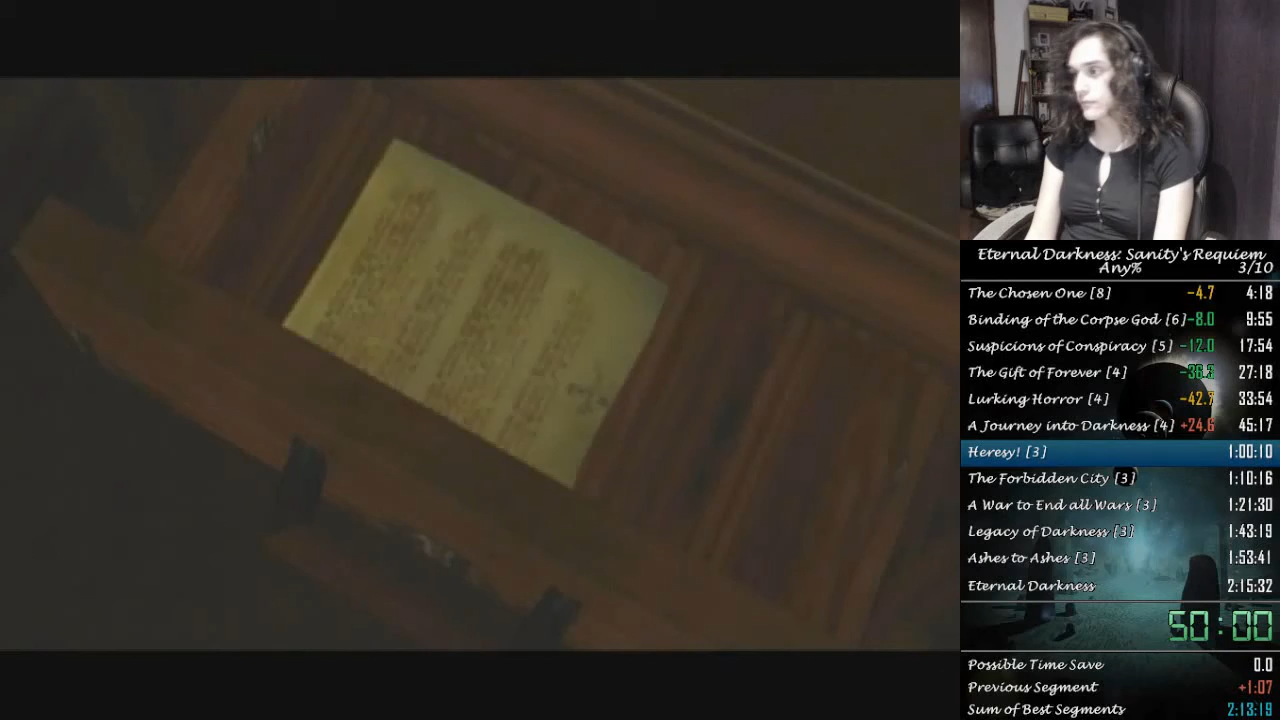 Eternal Darkness: Sanity's Requiem
Any% 3/10
The Chosen One [8] -4.7 4:18
Binding of the Corpse God [6] -8.0 9:55
Suspicions of Conspiracy [5] -12.0 17:54
The Gift of Forever [4] -36.3 27:18
Lurking Horror [4] -42.7 33:54
A Journey into Darkness [4] +24.6 45:17
Heresy! [3] 1:00:10
The Forbidden City [3] 1:10:16
A War to End all Wars [3] 1:21:30
Legacy of Darkness [3] 1:43:19
Ashes to Ashes [3] 1:53:41
Eternal Darkness 2:15:32
50:00
Possible Time Save 0.0
Previous Segment +1:07
Sum of Best Segments 2:13:19